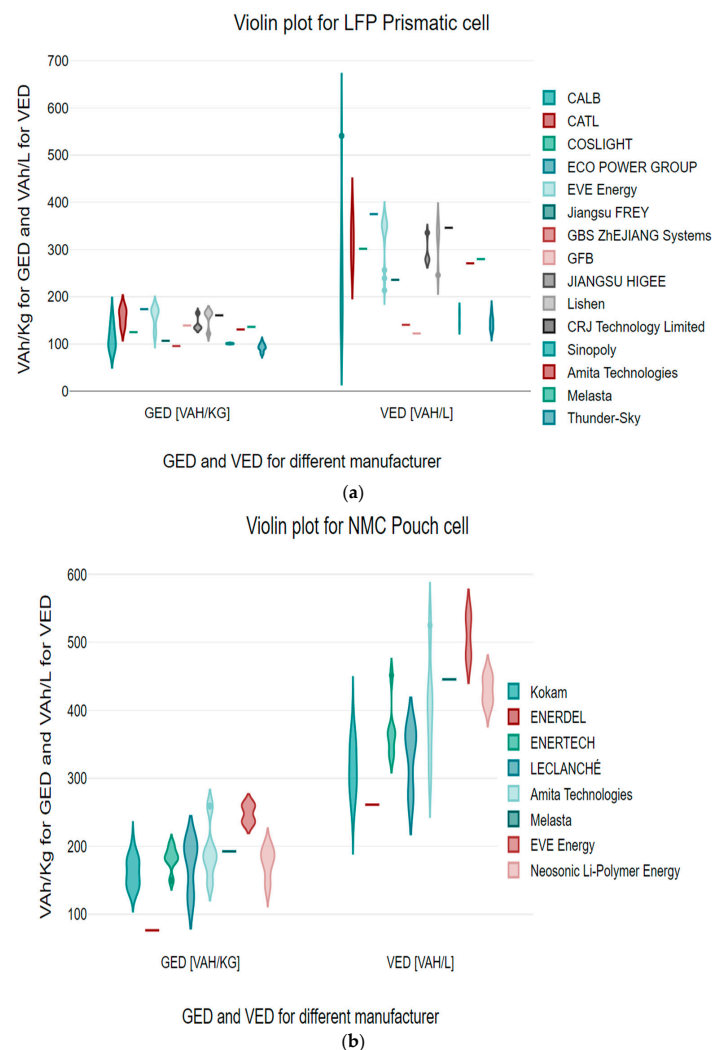 Violin plot for LFP Prismatic cell
VAh/Kg for GED and VAh/L for VED
700
600
500
400
300
200
100
0
GED [VAH/KG]
VED [VAH/L]
GED and VED for different manufacturer
CALB
CATL
COSLIGHT
ECO POWER GROUP
EVE Energy
Jiangsu FREY
GBS ZhEJIANG Systems
GFB
JIANGSU HIGEE
Lishen
CRJ Technology Limited
Sinopoly
Amita Technologies
Melasta
Thunder-Sky
(a)
Violin plot for NMC Pouch cell
VAh/Kg for GED and VAh/L for VED
600
500
400
300
200
100
GED [VAH/KG]
VED [VAH/L]
GED and VED for different manufacturer
Kokam
ENERDEL
ENERTECH
LECLANCHÉ
Amita Technologies
Melasta
EVE Energy
Neosonic Li-Polymer Energy
(b)